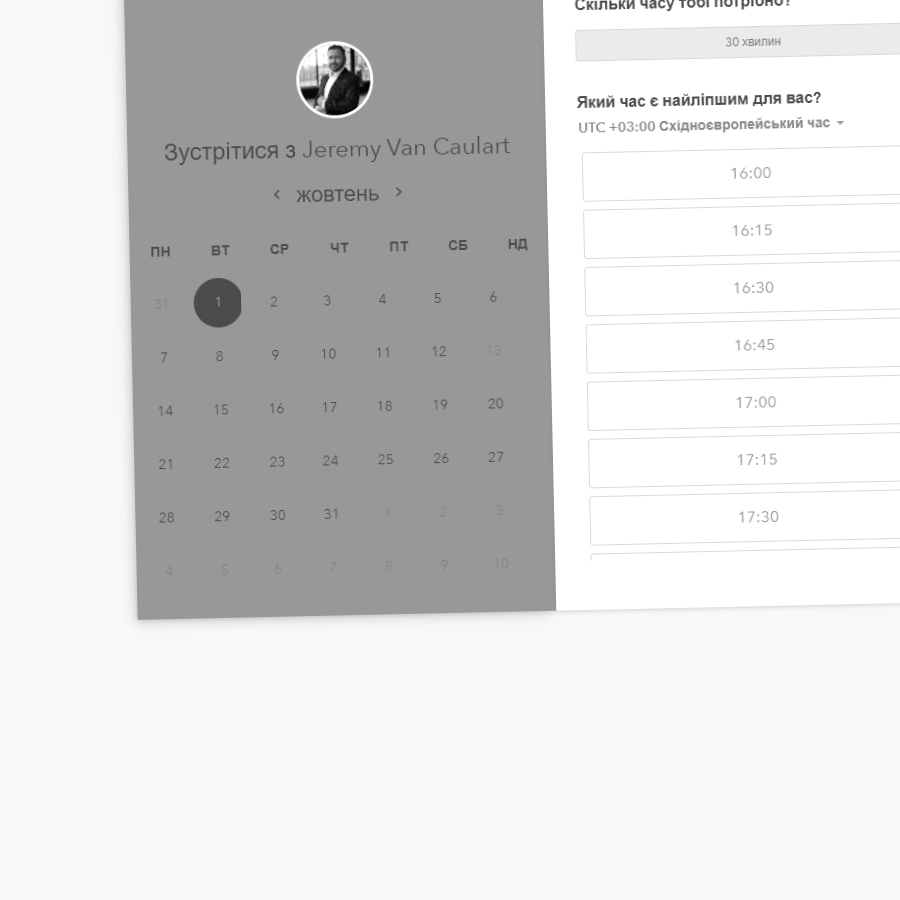 Зустрітися з Jeremy Van Caulart
жовтень
ПН ВТ СР ЧТ ПТ СБ НД
31 1 2 3 4 5 6
7 8 9 10 11 12 13
14 15 16 17 18 19 20
21 22 23 24 25 26 27
28 29 30 31 1 2 3
4 5 6 7 8 9 10
Скільки часу тобі потрібно?
30 хвилин
Який час є найліпшим для вас?
UTC +03:00 Східноєвропейський час
16:00
16:15
16:30
16:45
17:00
17:15
17:30